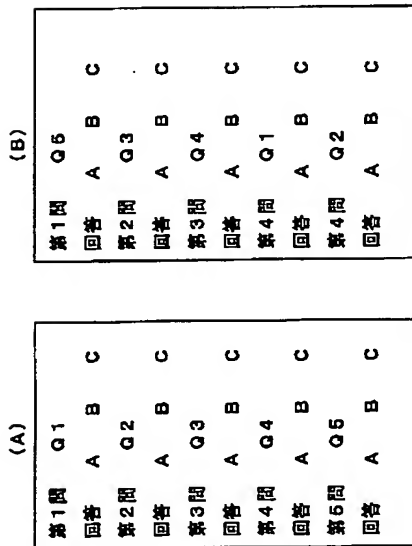 (A)
第1問 Q1
回答 A B C
第2問 Q2
回答 A B C
第3問 Q3
回答 A B C
第4問 Q4
回答 A B C
第5問 Q5
回答 A B C
(B)
第1問 Q5
回答 A B C
第2問 Q3
回答 A B C
第3問 Q4
回答 A B C
第4問 Q1
回答 A B C
第4問 Q2
回答 A B C